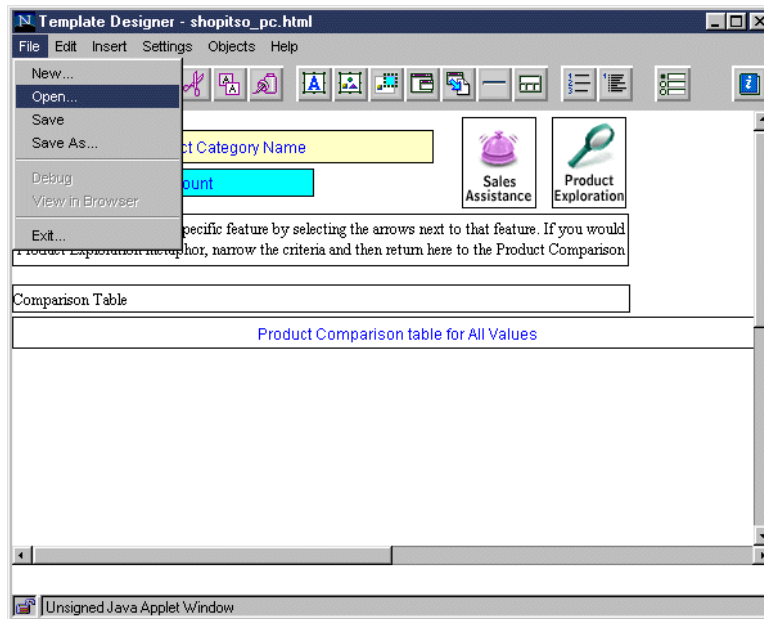 Template Designer - shopitso_pc.html
File Edit Insert Settings Objects Help
New...
Open...
Save
Save As...
Debug
View in Browser
Exit...
ct Category Name
ount
Sales
Assistance
Product
Exploration
pecific feature by selecting the arrows next to that feature. If you would
Product Exploration metaphor, narrow the criteria and then return here to the Product Comparison
Comparison Table
Product Comparison table for All Values
Unsigned Java Applet Window